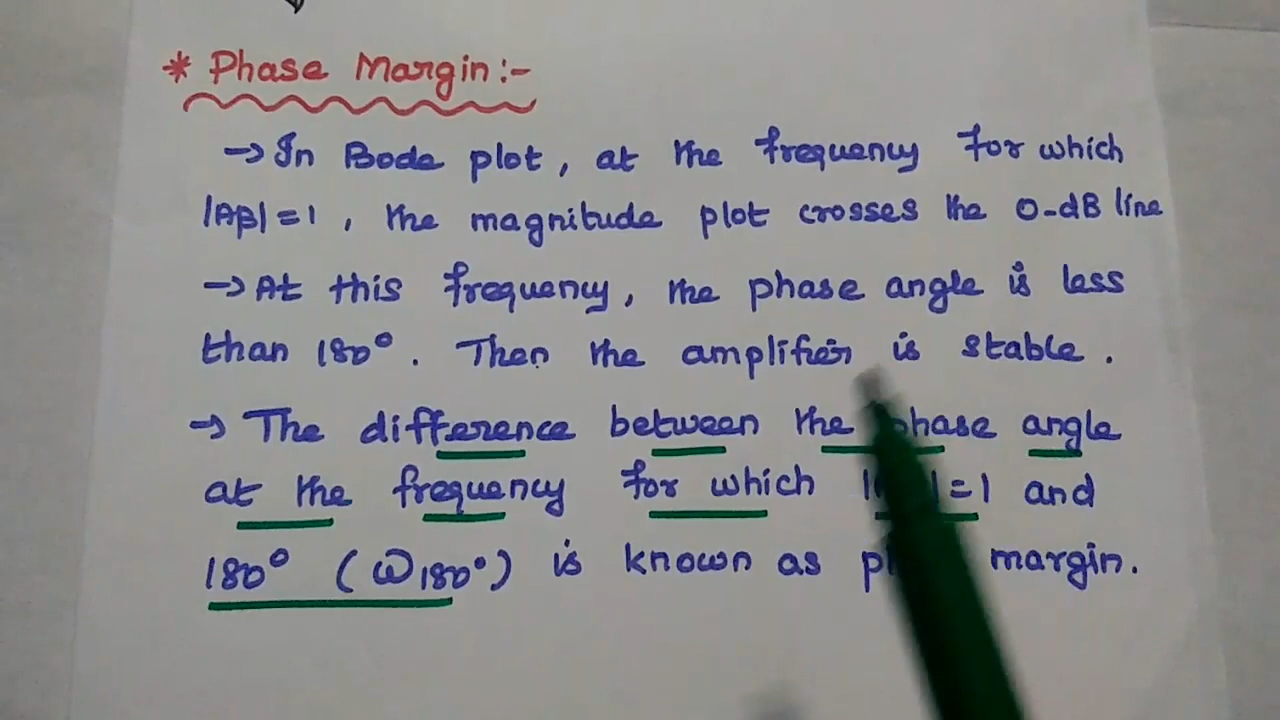 * Phase Margin:-
→ In Bode plot, at the frequency for which
|Aβ|=1, the magnitude plot crosses the 0-dB line
→ At this frequency, the phase angle is less
than 180°. Then the amplifier is stable.
→ The difference between the phase angle
at the frequency for which =1 and
180° (ω180°) is known as margin.